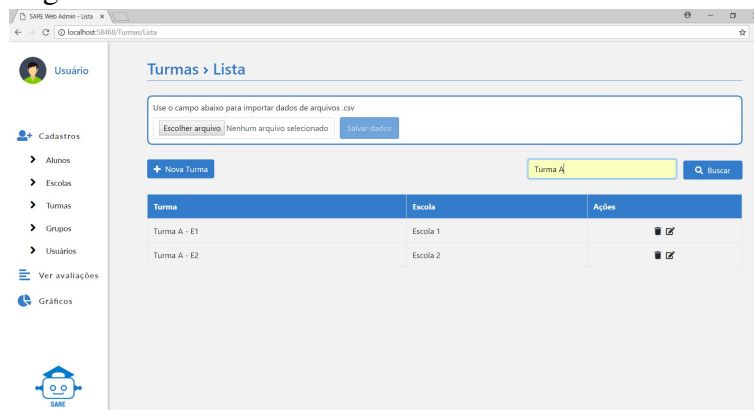 SARE Web Admin - Lista
localhost:58468/Turmas/Lista
Usuário
Turmas › Lista
Use o campo abaixo para importar dados de arquivos .csv
Escolher arquivo Nenhum arquivo selecionado Salvar dados
Cadastros
Alunos
Escolas
Turmas
Grupos
Usuários
Ver avaliações
Gráficos
SARE
+ Nova Turma Turma A Buscar
Turma Escola Ações
Turma A - E1 Escola 1
Turma A - E2 Escola 2